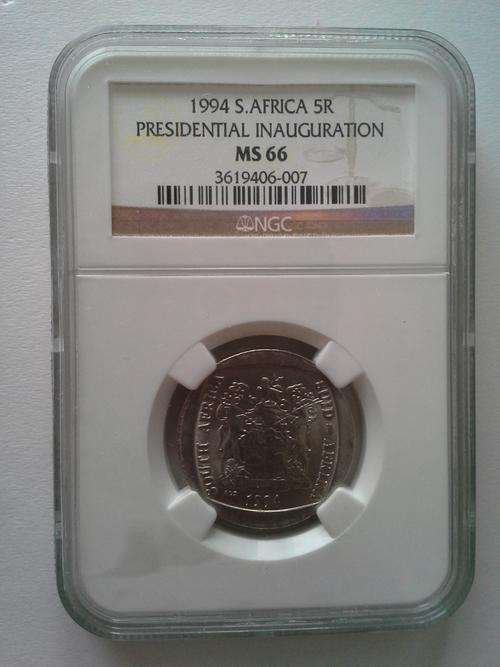 1994 S.AFRICA 5R
PRESIDENTIAL INAUGURATION
MS 66
3619406-007
NGC
SOUTH AFRICA
SUID-AFRIKA
1994